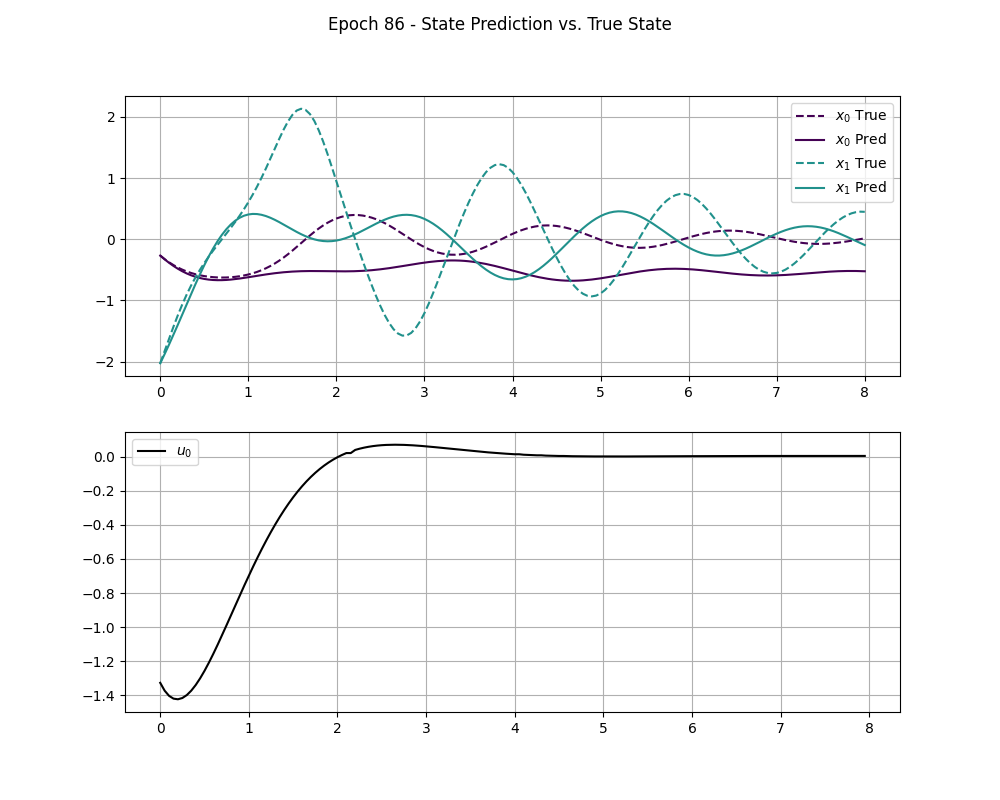 Epoch 86 - State Prediction vs. True State
2
1
0
−1
−2
x₀ True
x₀ Pred
x₁ True
x₁ Pred
0 1 2 3 4 5 6 7 8
0.0
−0.2
−0.4
−0.6
−0.8
−1.0
−1.2
−1.4
u₀
0 1 2 3 4 5 6 7 8